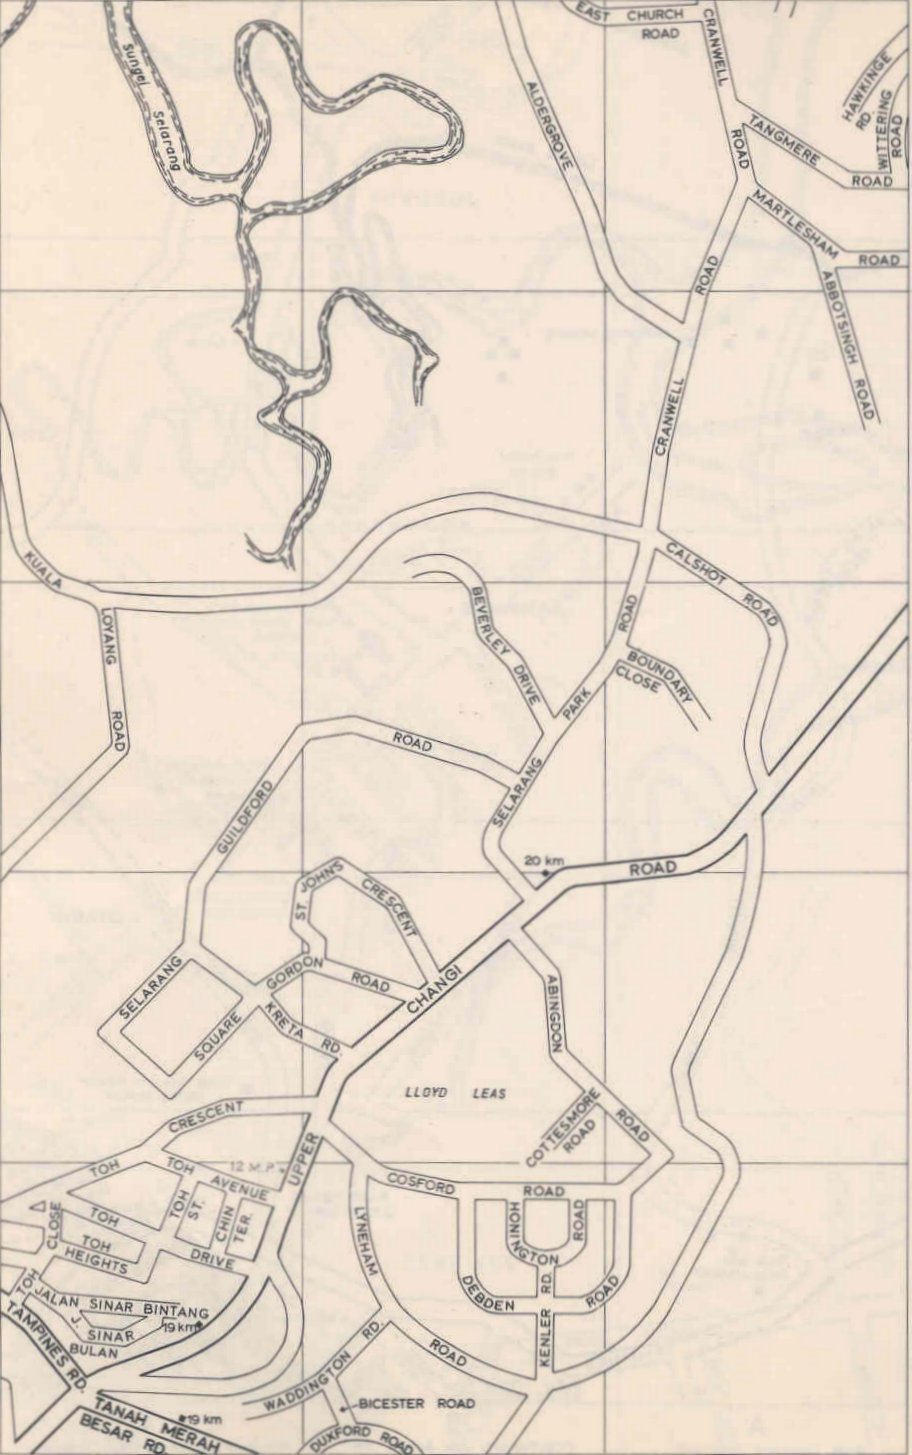 EAST CHURCH
ROAD
CRANWELL
ROAD
ALDERGROVE
HAWKINGE
RD
WITTERING
ROAD
TANGMERE
ROAD
MARTLESHAM
ROAD
ABBOTSINGH ROAD
ROAD
CRANWELL
Sungei Selarang
CALSHOT ROAD
KUALA
LOYANG
ROAD
BEVERLEY DRIVE
ROAD
PARK
SELARANG
BOUNDARY
CLOSE
GUILDFORD
ROAD
20 km
ROAD
ST. JOHN'S
CRESCENT
GORDON
ROAD
CHANGI
SELARANG
SQUARE
KRETA RD.
ABINGDON
ROAD
LLOYD LEAS
COTTESMORE
ROAD
CRESCENT
TOH
UPPER
12 M.P.
TOH
AVENUE
TOH
ST.
CHIN
TER.
CLOSE
TOH
DRIVE
TOH
HEIGHTS
TOH
COSFORD
ROAD
LYNEHAM
ROAD
HONI
NGTON
ROAD
RD.
KENLER
DEBDEN
ROAD
JALAN SINAR BINTANG
J.
SINAR
BULAN
19 km
TAMPINES RD.
WADDINGTON RD.
BICESTER ROAD
DUXFORD ROAD
19 km
TANAH MERAH
BESAR RD.